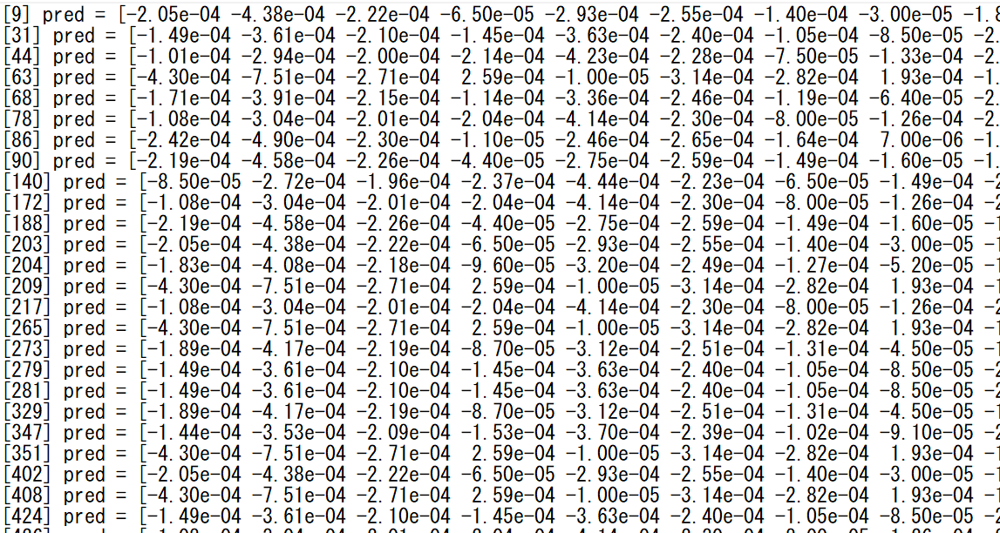 [9] pred = [-2.05e-04 -4.38e-04 -2.22e-04 -6.50e-05 -2.93e-04 -2.55e-04 -1.40e-04 -3.00e-05 -1.8
[31] pred = [-1.49e-04 -3.61e-04 -2.10e-04 -1.45e-04 -3.63e-04 -2.40e-04 -1.05e-04 -8.50e-05 -2.
[44] pred = [-1.01e-04 -2.94e-04 -2.00e-04 -2.14e-04 -4.23e-04 -2.28e-04 -7.50e-05 -1.33e-04 -2.
[63] pred = [-4.30e-04 -7.51e-04 -2.71e-04 2.59e-04 -1.00e-05 -3.14e-04 -2.82e-04 1.93e-04 -1.
[68] pred = [-1.71e-04 -3.91e-04 -2.15e-04 -1.14e-04 -3.36e-04 -2.46e-04 -1.19e-04 -6.40e-05 -2.
[78] pred = [-1.08e-04 -3.04e-04 -2.01e-04 -2.04e-04 -4.14e-04 -2.30e-04 -8.00e-05 -1.26e-04 -2.
[86] pred = [-2.42e-04 -4.90e-04 -2.30e-04 -1.10e-05 -2.46e-04 -2.65e-04 -1.64e-04 7.00e-06 -1.
[90] pred = [-2.19e-04 -4.58e-04 -2.26e-04 -4.40e-05 -2.75e-04 -2.59e-04 -1.49e-04 -1.60e-05 -1.
[140] pred = [-8.50e-05 -2.72e-04 -1.96e-04 -2.37e-04 -4.44e-04 -2.23e-04 -6.50e-05 -1.49e-04 -2
[172] pred = [-1.08e-04 -3.04e-04 -2.01e-04 -2.04e-04 -4.14e-04 -2.30e-04 -8.00e-05 -1.26e-04 -2
[188] pred = [-2.19e-04 -4.58e-04 -2.26e-04 -4.40e-05 -2.75e-04 -2.59e-04 -1.49e-04 -1.60e-05 -1
[203] pred = [-2.05e-04 -4.38e-04 -2.22e-04 -6.50e-05 -2.93e-04 -2.55e-04 -1.40e-04 -3.00e-05 -1
[204] pred = [-1.83e-04 -4.08e-04 -2.18e-04 -9.60e-05 -3.20e-04 -2.49e-04 -1.27e-04 -5.20e-05 -1
[209] pred = [-4.30e-04 -7.51e-04 -2.71e-04 2.59e-04 -1.00e-05 -3.14e-04 -2.82e-04 1.93e-04 -1
[217] pred = [-1.08e-04 -3.04e-04 -2.01e-04 -2.04e-04 -4.14e-04 -2.30e-04 -8.00e-05 -1.26e-04 -2
[265] pred = [-4.30e-04 -7.51e-04 -2.71e-04 2.59e-04 -1.00e-05 -3.14e-04 -2.82e-04 1.93e-04 -1
[273] pred = [-1.89e-04 -4.17e-04 -2.19e-04 -8.70e-05 -3.12e-04 -2.51e-04 -1.31e-04 -4.50e-05 -1
[279] pred = [-1.49e-04 -3.61e-04 -2.10e-04 -1.45e-04 -3.63e-04 -2.40e-04 -1.05e-04 -8.50e-05 -2
[281] pred = [-1.49e-04 -3.61e-04 -2.10e-04 -1.45e-04 -3.63e-04 -2.40e-04 -1.05e-04 -8.50e-05 -2
[329] pred = [-1.89e-04 -4.17e-04 -2.19e-04 -8.70e-05 -3.12e-04 -2.51e-04 -1.31e-04 -4.50e-05 -1
[347] pred = [-1.44e-04 -3.53e-04 -2.09e-04 -1.53e-04 -3.70e-04 -2.39e-04 -1.02e-04 -9.10e-05 -2
[351] pred = [-4.30e-04 -7.51e-04 -2.71e-04 2.59e-04 -1.00e-05 -3.14e-04 -2.82e-04 1.93e-04 -1
[402] pred = [-2.05e-04 -4.38e-04 -2.22e-04 -6.50e-05 -2.93e-04 -2.55e-04 -1.40e-04 -3.00e-05 -1
[408] pred = [-4.30e-04 -7.51e-04 -2.71e-04 2.59e-04 -1.00e-05 -3.14e-04 -2.82e-04 1.93e-04 -1
[424] pred = [-1.49e-04 -3.61e-04 -2.10e-04 -1.45e-04 -3.63e-04 -2.40e-04 -1.05e-04 -8.50e-05 -2